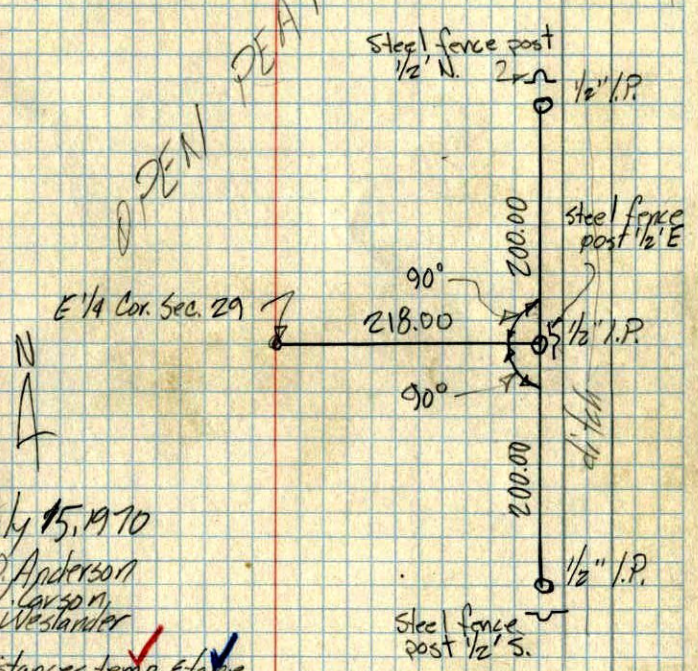 Steel fence post
1/2' N.
1/2" I.P.
OPEN
200.00
steel fence
post 1/2' E
90°
E 1/4 Cor. Sec. 29
218.00
1/2" I.P.
N
90°
200.00
15, 1970
Anderson
Carson
Weslander
1/2" I.P.
Steel fence
post 1/2' S.